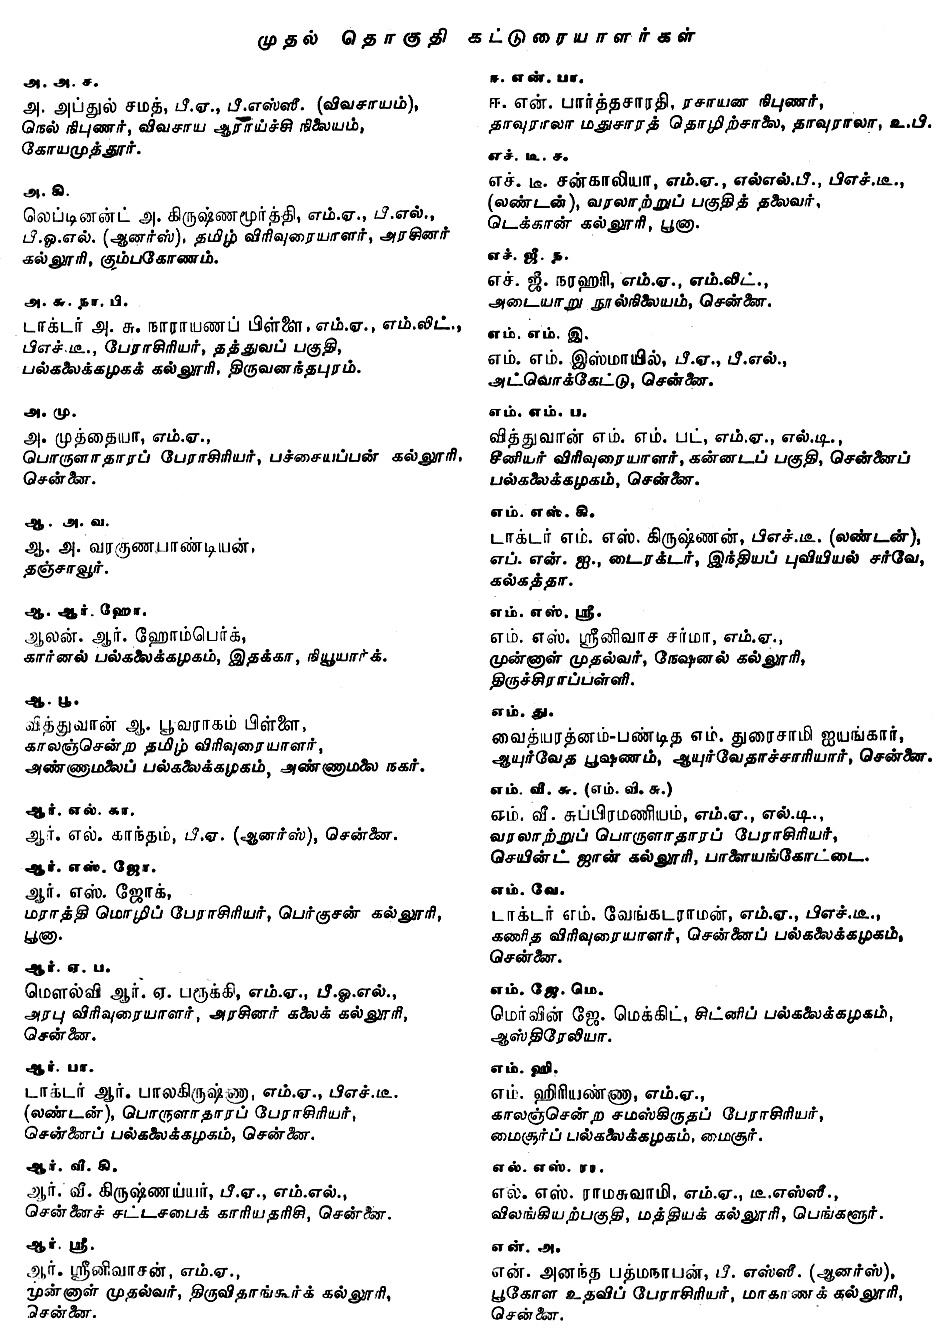 முதல் தொகுதி கட்டுரையாளர்கள்
அ. அ. ச.
அ. அப்துல் சமத், பீ.ஏ., பீ.எஸ்ஸீ. (விவசாயம்),
நெல் நிபுணர், விவசாய ஆராய்ச்சி நிலையம்,
கோயமுத்தூர்.
அ. கி.
லெப்டினன்ட் அ. கிருஷ்ணமூர்த்தி, எம்.ஏ., பீ.எல்.,
பீ.ஓ.எல். (ஆனர்ஸ்), தமிழ் விரிவுரையாளர், அரசினர்
கல்லூரி, கும்பகோணம்.
அ. சு. நா. பி.
டாக்டர் அ. சு. நாராயணப் பிள்ளை, எம்.ஏ., எம்.லிட்.,
பிஎச்.டீ., பேராசிரியர், தத்துவப் பகுதி,
பல்கலைக்கழகக் கல்லூரி, திருவனந்தபுரம்.
அ. மு.
அ. முத்தையா, எம்.ஏ.,
பொருளாதாரப் பேராசிரியர், பச்சையப்பன் கல்லூரி,
சென்னை.
ஆ. அ. வ.
ஆ. அ. வரகுணபாண்டியன்,
தஞ்சாவூர்.
ஆ. ஆர். ஹோ.
ஆலன். ஆர். ஹோம்பெர்க்,
கார்னல் பல்கலைக்கழகம், இதக்கா, நியூயார்க்.
ஆ. பூ.
வித்துவான் ஆ. பூவராகம் பிள்ளை,
காலஞ்சென்ற தமிழ் விரிவுரையாளர்,
அண்ணாமலைப் பல்கலைக்கழகம், அண்ணாமலை நகர்.
ஆர். எல். கா.
ஆர். எல். காந்தம், பீ.ஏ. (ஆனர்ஸ்), சென்னை.
ஆர். எஸ். ஜோ.
ஆர். எஸ். ஜோக்,
மராத்தி மொழிப் பேராசிரியர், பெர்குசன் கல்லூரி,
பூனா.
ஆர். ஏ. ப.
மௌல்வி ஆர். ஏ. பரூக்கி, எம்.ஏ., பீ.ஓ.எல்.,
அரபு விரிவுரையாளர், அரசினர் கலைக் கல்லூரி,
சென்னை.
ஆர். பா.
டாக்டர் ஆர். பாலகிருஷ்ணா, எம்.ஏ., பிஎச்.டீ.
(லண்டன்), பொருளாதாரப் பேராசிரியர்,
சென்னைப் பல்கலைக்கழகம், சென்னை.
ஆர். வீ. கி.
ஆர். வீ. கிருஷ்ணய்யர், பீ.ஏ., எம்.எல்.,
சென்னைச் சட்டசபைக் காரியதரிசி, சென்னை.
ஆர். ஸ்ரீ.
ஆர். ஸ்ரீனிவாசன், எம்.ஏ.,
முன்னாள் முதல்வர், திருவிதாங்கூர்க் கல்லூரி,
சென்னை.
ஈ. என். பா.
ஈ. என். பார்த்தசாரதி, ரசாயன நிபுணர்,
தாவுராலா மதுசாரத் தொழிற்சாலை, தாவுராலா, உ.பி.
எச். டீ. ச.
எச். டீ. சன்காலியா, எம்.ஏ., எல்எல்.பீ., பிஎச்.டீ.,
(லண்டன்), வரலாற்றுப் பகுதித் தலைவர்,
டெக்கான் கல்லூரி, பூனா.
எச். ஜீ. ந.
எச். ஜீ. நரஹரி, எம்.ஏ., எம்.லிட்.,
அடையாறு நூல்நிலையம், சென்னை.
எம். எம். இ.
எம். எம். இஸ்மாயில், பீ.ஏ., பீ.எல்.,
அட்வொக்கேட்டு, சென்னை.
எம். எம். ப.
வித்துவான் எம். எம். பட், எம்.ஏ., எல்.டி.,
சீனியர் விரிவுரையாளர், கன்னடப் பகுதி, சென்னைப்
பல்கலைக்கழகம், சென்னை.
எம். எஸ். கி.
டாக்டர் எம். எஸ். கிருஷ்ணன், பிஎச்.டீ. (லண்டன்),
எப். என். ஐ., டைரக்டர், இந்தியப் புவியியல் சர்வே,
கல்கத்தா.
எம். எஸ். ஸ்ரீ.
எம். எஸ். ஸ்ரீனிவாச சர்மா, எம்.ஏ.,
முன்னாள் முதல்வர், நேஷனல் கல்லூரி,
திருச்சிராப்பள்ளி.
எம். து.
வைத்யரத்னம்-பண்டித எம். துரைசாமி ஐயங்கார்,
ஆயுர்வேத பூஷணம், ஆயுர்வேதாச்சாரியார், சென்னை.
எம். வீ. சு. (எம். வி. சு.)
எம். வீ. சுப்பிரமணியம், எம்.ஏ., எல்.டி.,
வரலாற்றுப் பொருளாதாரப் பேராசிரியர்,
செயின்ட் ஜான் கல்லூரி, பாளையங்கோட்டை.
எம். வே.
டாக்டர் எம். வேங்கடராமன், எம்.ஏ., பிஎச்.டீ.,
கணித விரிவுரையாளர், சென்னைப் பல்கலைக்கழகம்,
சென்னை.
எம். ஜே. மெ.
மெர்வின் ஜே. மெக்கிட், சிட்னிப் பல்கலைக்கழகம்,
ஆஸ்திரேலியா.
எம். ஹி.
எம். ஹிரியண்ணா, எம்.ஏ.,
காலஞ்சென்ற சமஸ்கிருதப் பேராசிரியர்,
மைசூர்ப் பல்கலைக்கழகம், மைசூர்.
எல். எஸ். ரா.
எல். எஸ். ராமசுவாமி, எம்.ஏ., டீ.எஸ்ஸீ.,
விலங்கியற்பகுதி, மத்தியக் கல்லூரி, பெங்களூர்.
என். அ.
என். அனந்த பத்மநாபன், பீ. எஸ்ஸீ. (ஆனர்ஸ்),
பூகோள உதவிப் பேராசிரியர், மாகாணக் கல்லூரி,
சென்னை.